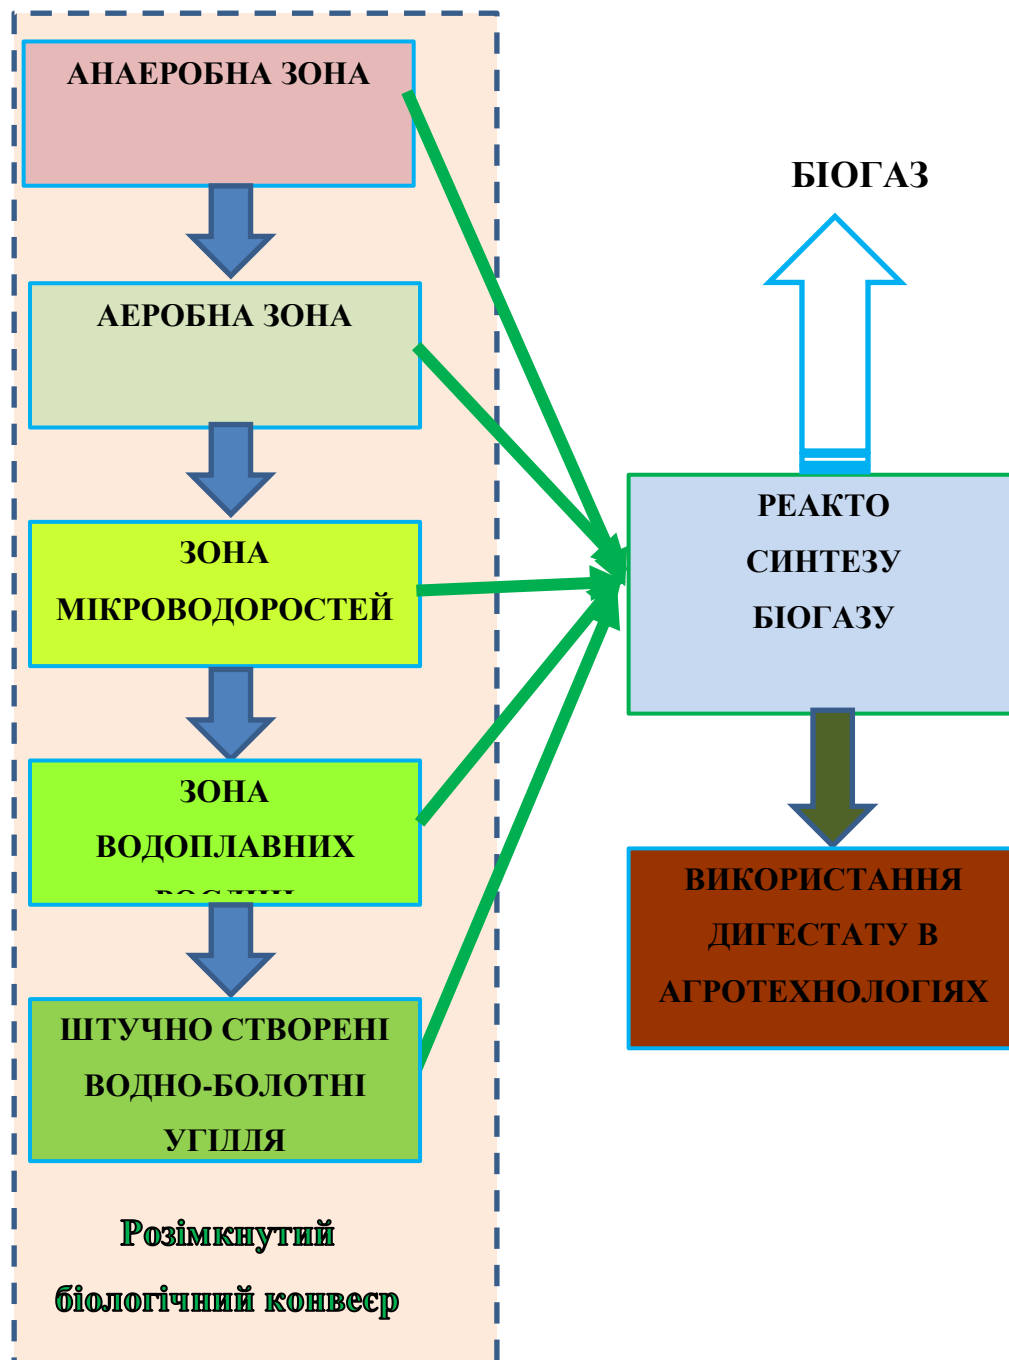 АНАЕРОБНА ЗОНА
АЕРОБНА ЗОНА
ЗОНА
МІКРОВОДОРОСТЕЙ
ЗОНА
ВОДОПЛАВНИХ
ШТУЧНО СТВОРЕНІ
ВОДНО-БОЛОТНІ
УГІДДЯ
Розімкнутий
біологічний конвеєр
БІОГАЗ
РЕАКТО
СИНТЕЗУ
БІОГАЗУ
ВИКОРИСТАННЯ
ДИГЕСТАТУ В
АГРОТЕХНОЛОГІЯХ